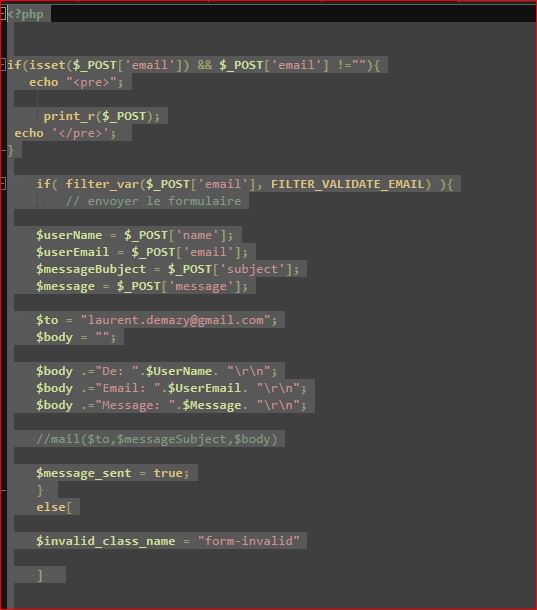 <?php
if(isset($_POST['email']) && $_POST['email'] !=""){
echo "<pre>";
print_r($_POST);
echo '</pre>';
}
if( filter_var($_POST['email'], FILTER_VALIDATE_EMAIL) ){
// envoyer le formulaire
$userName = $_POST['name'];
$userEmail = $_POST['email'];
$messageBubject = $_POST['subject'];
$message = $_POST['message'];
$to = "laurent.demazy@gmail.com";
$body = "";
$body .="De: ".$UserName. "\r\n";
$body .="Email: ".$UserEmail. "\r\n";
$body .="Message: ".$Message. "\r\n";
//mail($to,$messageSubject,$body)
$message_sent = true;
}
else[
$invalid_class_name = "form-invalid"
]